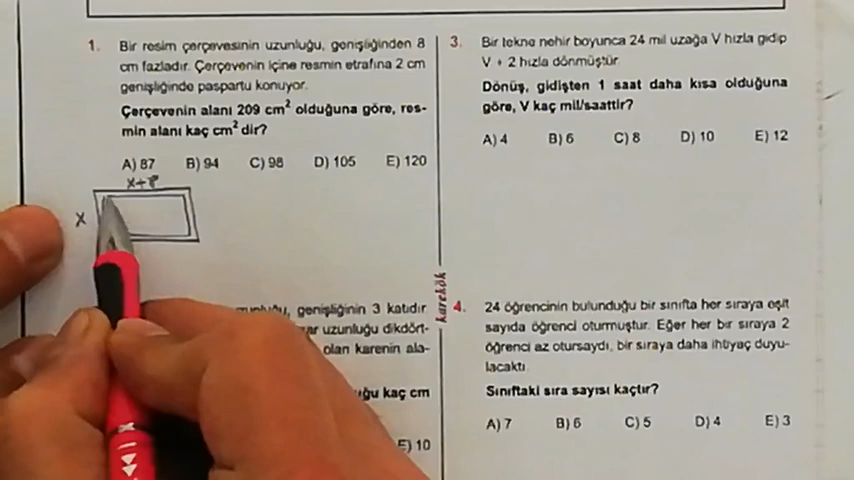 1. Bir resim çerçevesinin uzunluğu, genişliğinden 8
cm fazladır. Çerçevenin içine resmin etrafına 2 cm
genişliğinde paspartu konuyor.
Çerçevenin alanı 209 cm² olduğuna göre, res-
min alanı kaç cm² dir?
A) 87 B) 94 C) 98 D) 105 E) 120
x+8
x
genişliğinin 3 katıdır
uzunluğu dikdört-
olan karenin ala-
kaç cm
E) 10
karekök
3. Bir tekne nehir boyunca 24 mil uzağa V hızla gidip
V + 2 hızla dönmüştür
Dönüş, gidişten 1 saat daha kısa olduğuna
göre, V kaç mil/saattir?
A) 4 B) 6 C) 8 D) 10 E) 12
4. 24 öğrencinin bulunduğu bir sınıfta her sıraya eşit
sayıda öğrenci oturmuştur. Eğer her bir sıraya 2
öğrenci az otursaydı, bir sıraya daha ihtiyaç duyu-
lacaktı
Sınıftaki sıra sayısı kaçtır?
A) 7 B) 6 C) 5 D) 4 E) 3